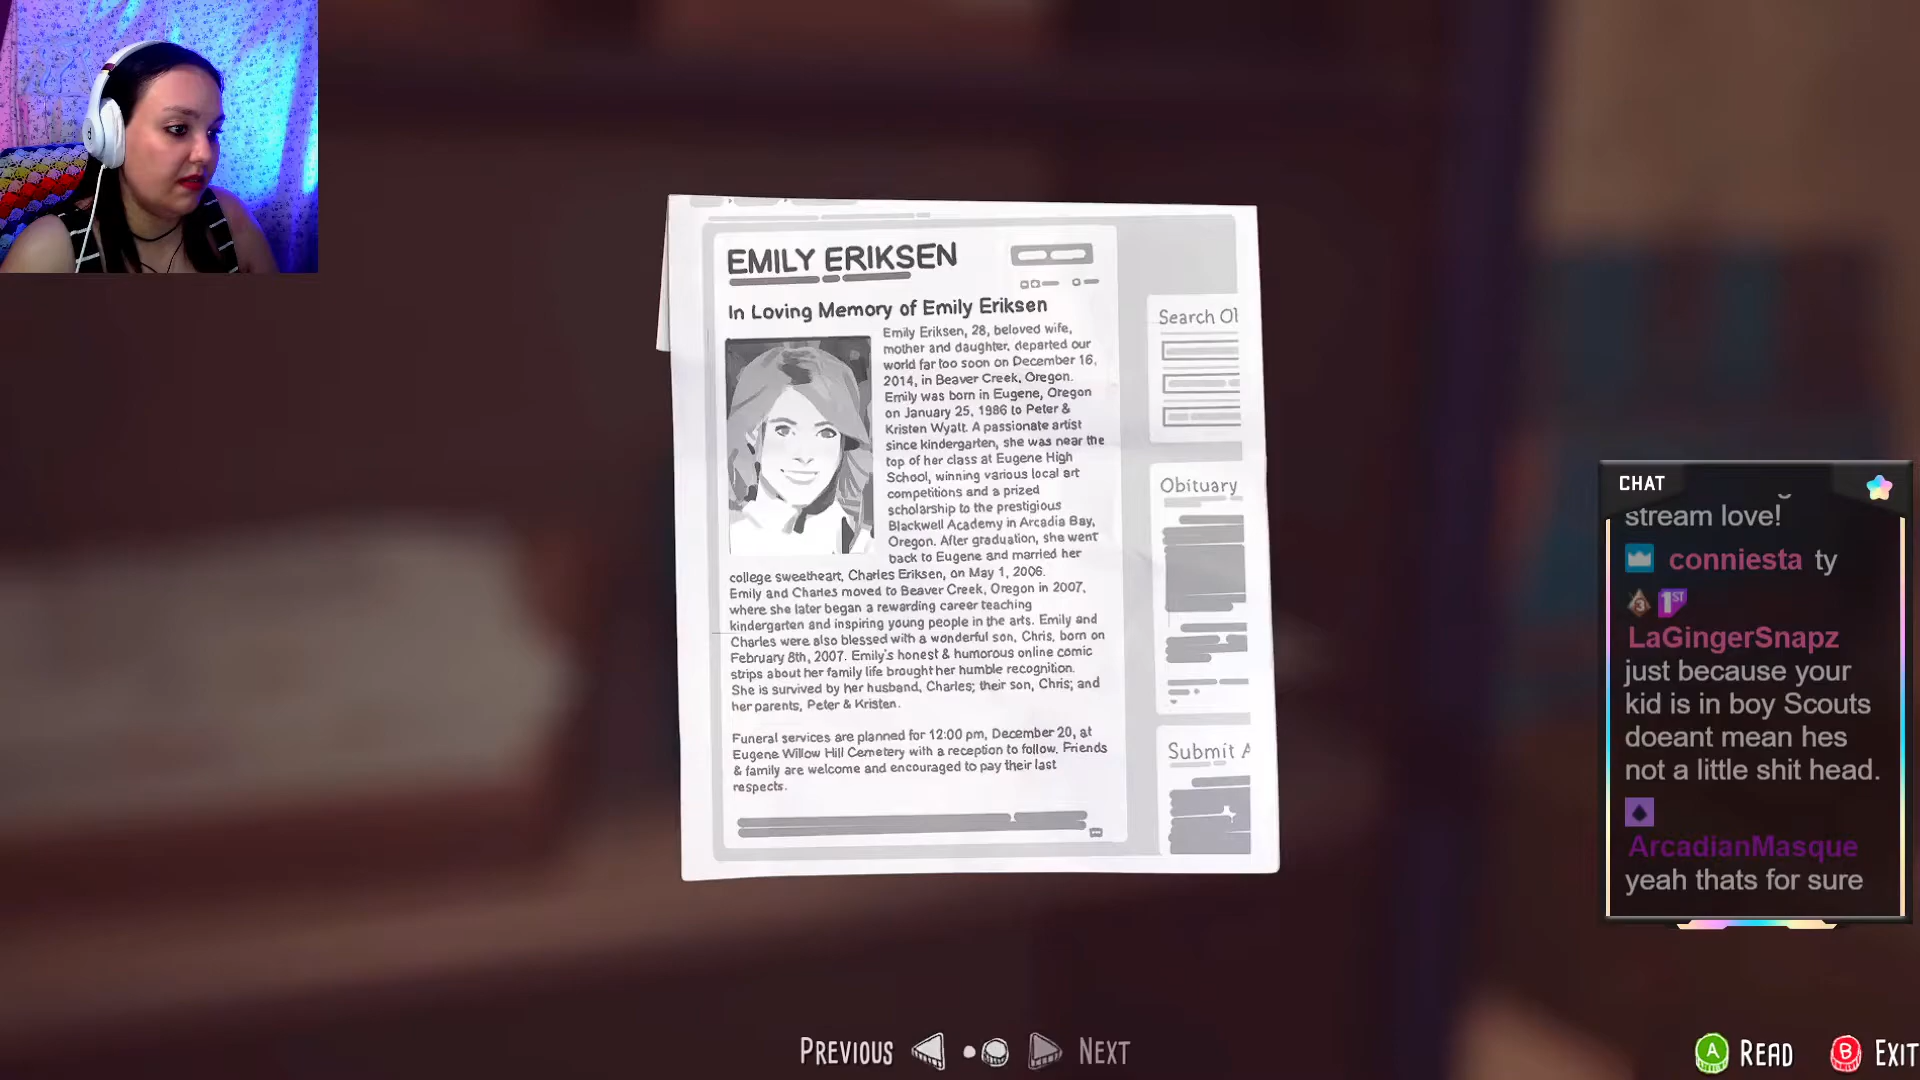 EMILY ERIKSEN
In Loving Memory of Emily Eriksen
Emily Eriksen, 28, beloved wife,
mother and daughter, departed our
world far too soon on December 16,
2014, in Beaver Creek, Oregon.
Emily was born in Eugene, Oregon
on January 25, 1986 to Peter &
Kristen Wyatt. A passionate artist
since kindergarten, she was near the
top of her class at Eugene High
School, winning various local art
competitions and a prized
scholarship to the prestigious
Blackwell Academy in Arcadia Bay,
Oregon. After graduation, she went
back to Eugene and married her
college sweetheart, Charles Eriksen, on May 1, 2006.
Emily and Charles moved to Beaver Creek, Oregon in 2007,
where she later began a rewarding career teaching
kindergarten and inspiring young people in the arts. Emily and
Charles were also blessed with a wonderful son, Chris, born on
February 8th, 2007. Emily's honest & humorous online comic
strips about her family life brought her humble recognition.
She is survived by her husband, Charles; their son, Chris; and
her parents, Peter & Kristen.
Funeral services are planned for 12:00 pm, December 20, at
Eugene Willow Hill Cemetery with a reception to follow. Friends
& family are welcome and encouraged to pay their last
respects.
Search Ol
Obituary
Submit A
CHAT
stream love!
conniesta ty
1ST
LaGingerSnapz
just because your
kid is in boy Scouts
doeant mean hes
not a little shit head.
ArcadianMasque
yeah thats for sure
PREVIOUS NEXT
A READ B EXIT